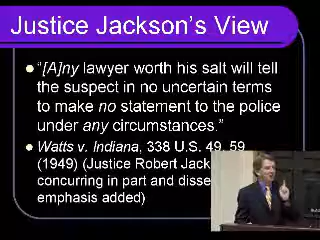 Justice Jackson's View
"[A]ny lawyer worth his salt will tell
the suspect in no uncertain terms
to make no statement to the police
under any circumstances."
Watts v. Indiana, 338 U.S. 49, 59
(1949) (Justice Robert Jack
concurring in part and disse
emphasis added)